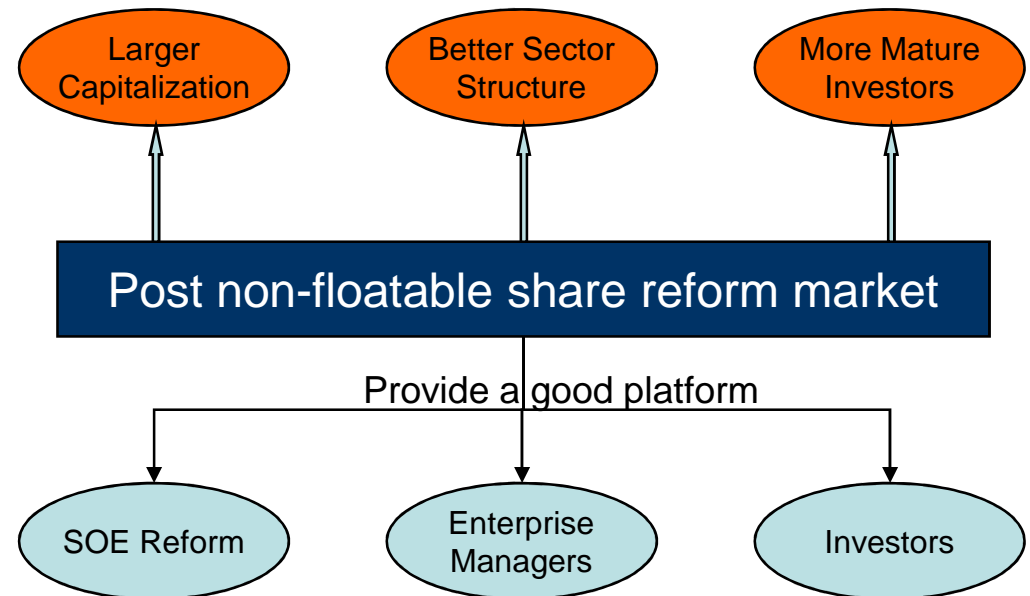 Larger
Capitalization
Better Sector
Structure
More Mature
Investors
Post non-floatable share reform market
Provide a good platform
SOE Reform
Enterprise
Managers
Investors